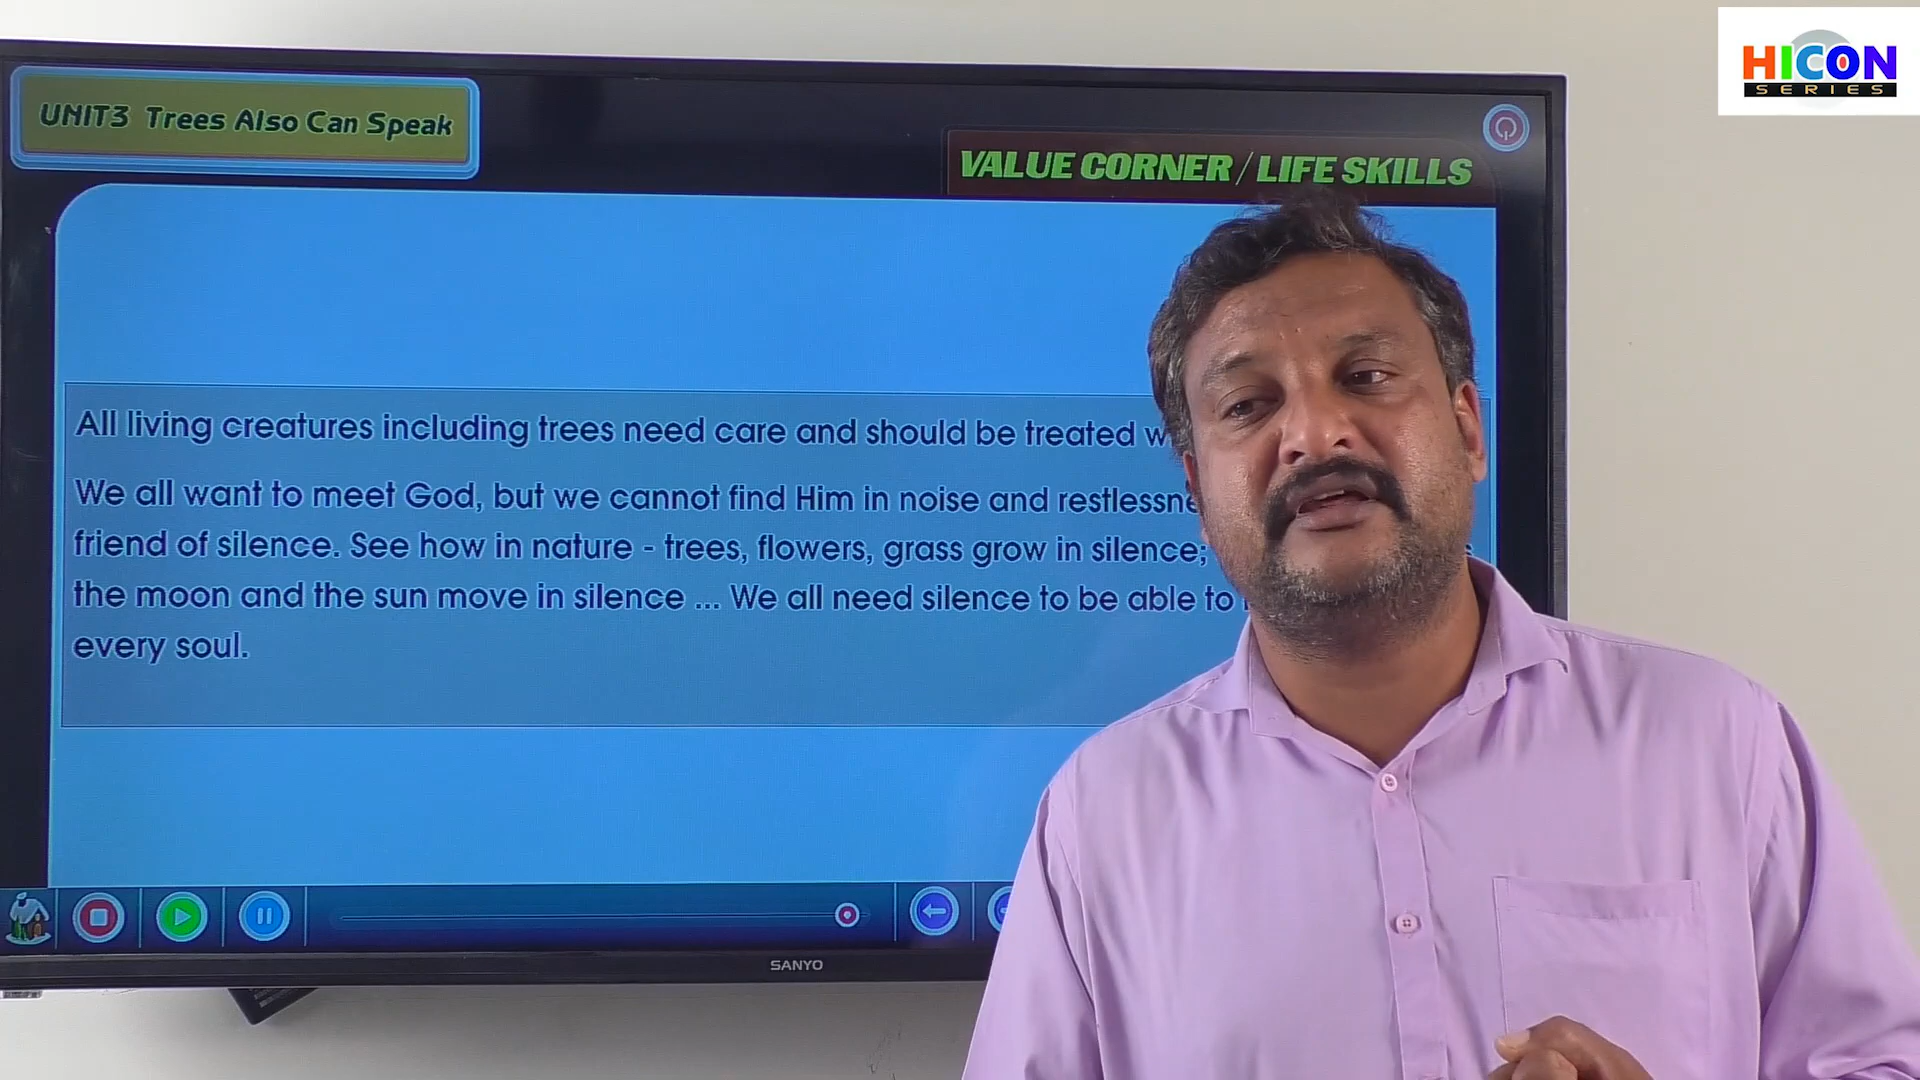 HICON
SERIES
UNIT3 Trees Also Can Speak
VALUE CORNER / LIFE SKILLS
All living creatures including trees need care and should be treated
We all want to meet God, but we cannot find Him in noise and
friend of silence. See how in nature - trees, flowers, grass grow in silence;
the moon and the sun move in silence ... We all need silence to be able to
every soul.
SANYO